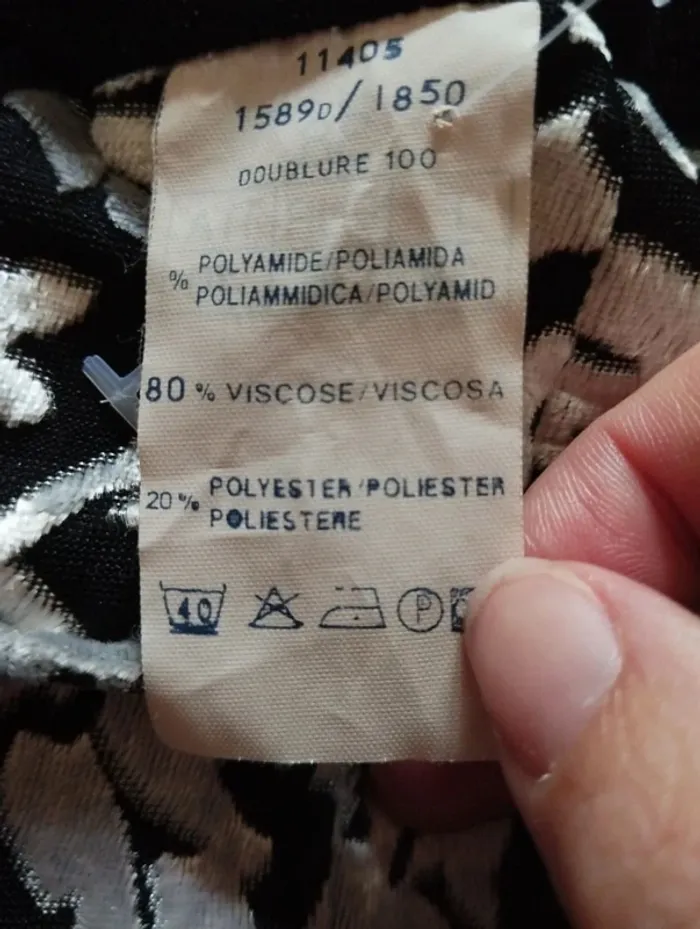 11405
1589D/1850
DOUBLURE 100
% POLYAMIDE/POLIAMIDA
POLIAMMIDICA/POLYAMID
80 % VISCOSE/VISCOSA
20 % POLYESTER/POLIESTER
POLIESTERE
40 P